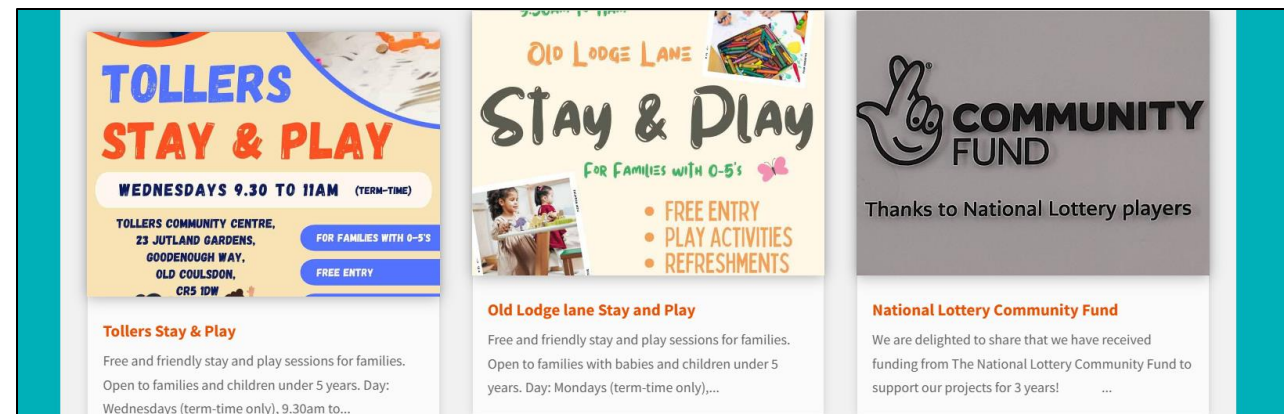 TOLLERS
STAY & PLAY
WEDNESDAYS 9.30 TO 11AM (TERM-TIME)
TOLLERS COMMUNITY CENTRE,
23 JUTLAND GARDENS,
GOODENOUGH WAY,
OLD COULSDON,
CR5 1DW
FOR FAMILIES WITH 0-5'S
FREE ENTRY
Tollers Stay & Play
Free and friendly stay and play sessions for families.
Open to families and children under 5 years. Day:
Wednesdays (term-time only), 9.30am to...
9.30AM TO 11AM
OLD LODGE LANE
STAY & PLAY
FOR FAMILIES WITH 0-5'S
• FREE ENTRY
• PLAY ACTIVITIES
• REFRESHMENTS
Old Lodge lane Stay and Play
Free and friendly stay and play sessions for families.
Open to families with babies and children under 5
years. Day: Mondays (term-time only),...
COMMUNITY
FUND
Thanks to National Lottery players
National Lottery Community Fund
We are delighted to share that we have received
funding from The National Lottery Community Fund to
support our projects for 3 years! ...